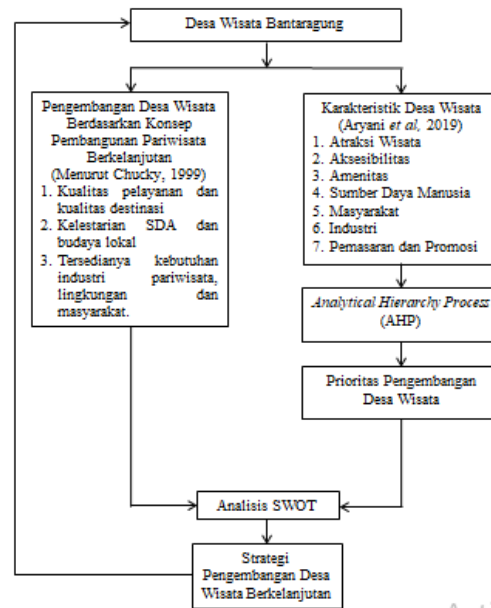 Desa Wisata Bantaragung
Pengembangan Desa Wisata
Berdasarkan Konsep
Pembangunan Pariwisata
Berkelanjutan
(Menurut Chucky, 1999)
1. Kualitas pelayanan dan
kualitas destinasi
2. Kelestarian SDA dan
budaya lokal
3. Tersedianya kebutuhan
industri pariwisata,
lingkungan dan
masyarakat.
Karakteristik Desa Wisata
(Aryani et al, 2019)
1. Atraksi Wisata
2. Aksesibilitas
3. Amenitas
4. Sumber Daya Manusia
5. Masyarakat
6. Industri
7. Pemasaran dan Promosi
Analytical Hierarchy Process
(AHP)
Prioritas Pengembangan
Desa Wisata
Analisis SWOT
Strategi
Pengembangan Desa
Wisata Berkelanjutan